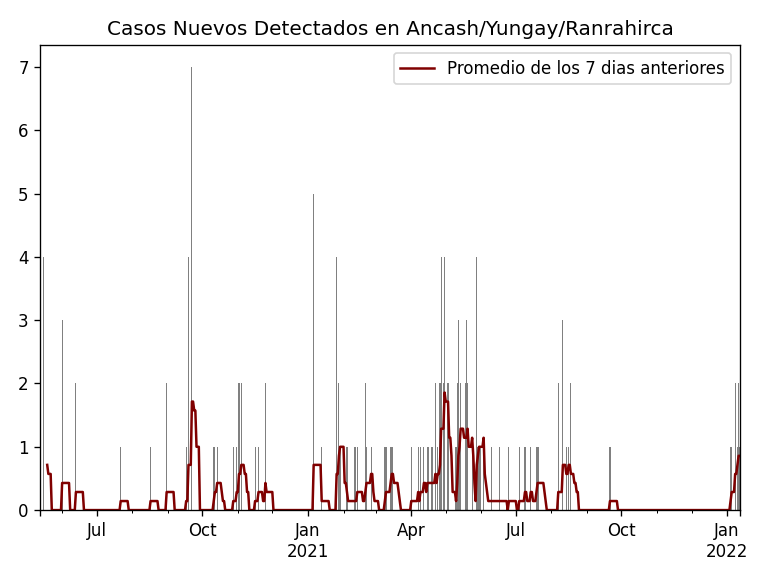 Casos Nuevos Detectados en Ancash/Yungay/Ranrahirca
Promedio de los 7 dias anteriores
7
6
5
4
3
2
1
0
Jul
Oct
Jan
2021
Apr
Jul
Oct
Jan
2022